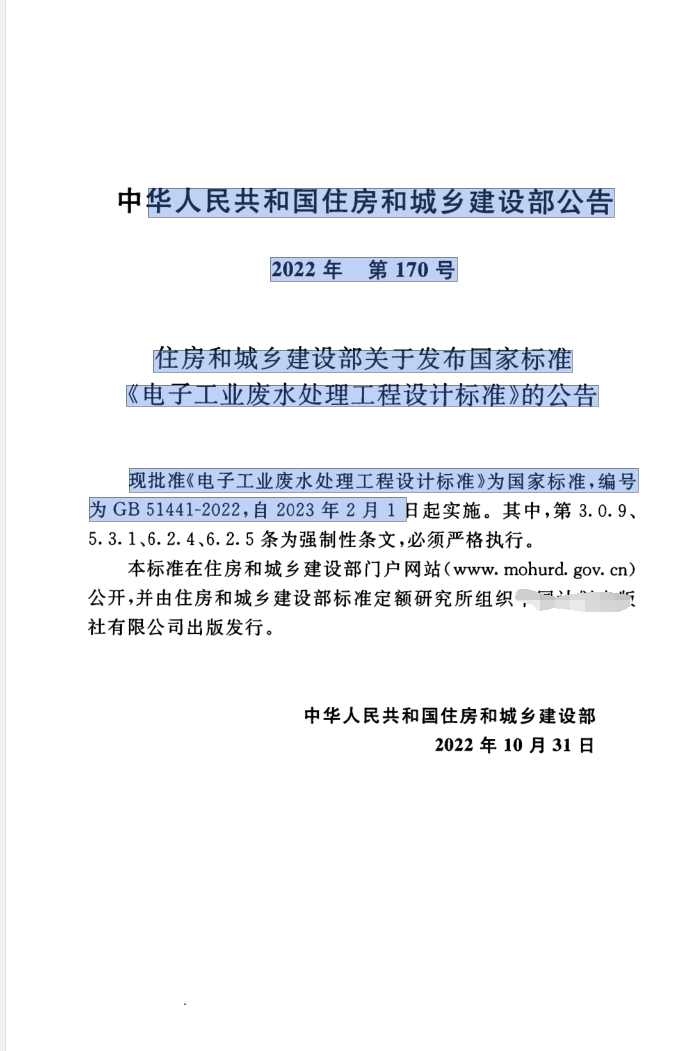 中华人民共和国住房和城乡建设部公告
2022 年 第 170 号
住房和城乡建设部关于发布国家标准
《电子工业废水处理工程设计标准》的公告
现批准《电子工业废水处理工程设计标准》为国家标准,编号
为 GB 51441-2022,自 2023 年 2 月 1 日起实施。其中,第 3.0.9、
5.3.1、6.2.4、6.2.5 条为强制性条文,必须严格执行。
本标准在住房和城乡建设部门户网站(www.mohurd.gov.cn)
公开,并由住房和城乡建设部标准定额研究所组织
社有限公司出版发行。
中华人民共和国住房和城乡建设部
2022 年 10 月 31 日